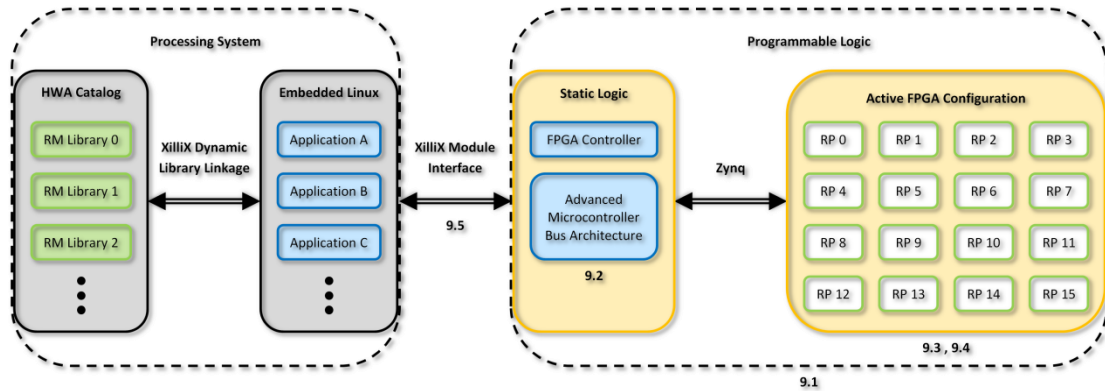 Processing System
Programmable Logic
HWA Catalog
RM Library 0
RM Library 1
RM Library 2
XilliX Dynamic
Library Linkage
Embedded Linux
Application A
Application B
Application C
XilliX Module
Interface
9.5
Static Logic
FPGA Controller
Advanced
Microcontroller
Bus Architecture
9.2
Zynq
Active FPGA Configuration
RP 0 RP 1 RP 2 RP 3
RP 4 RP 5 RP 6 RP 7
RP 8 RP 9 RP 10 RP 11
RP 12 RP 13 RP 14 RP 15
9.3 , 9.4
9.1